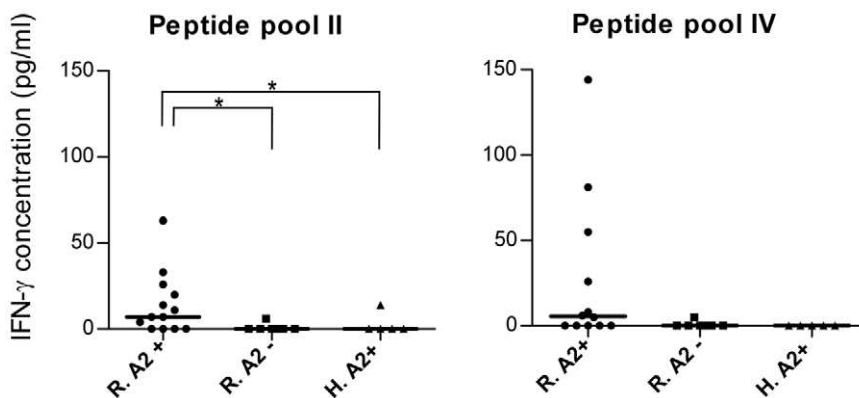 Peptide pool II
Peptide pool IV
IFN-γ concentration (pg/ml)
150
100
50
0
*
*
R. A2 +
R. A2 -
H. A2+
150
100
50
0
R. A2+
R. A2 -
H. A2+